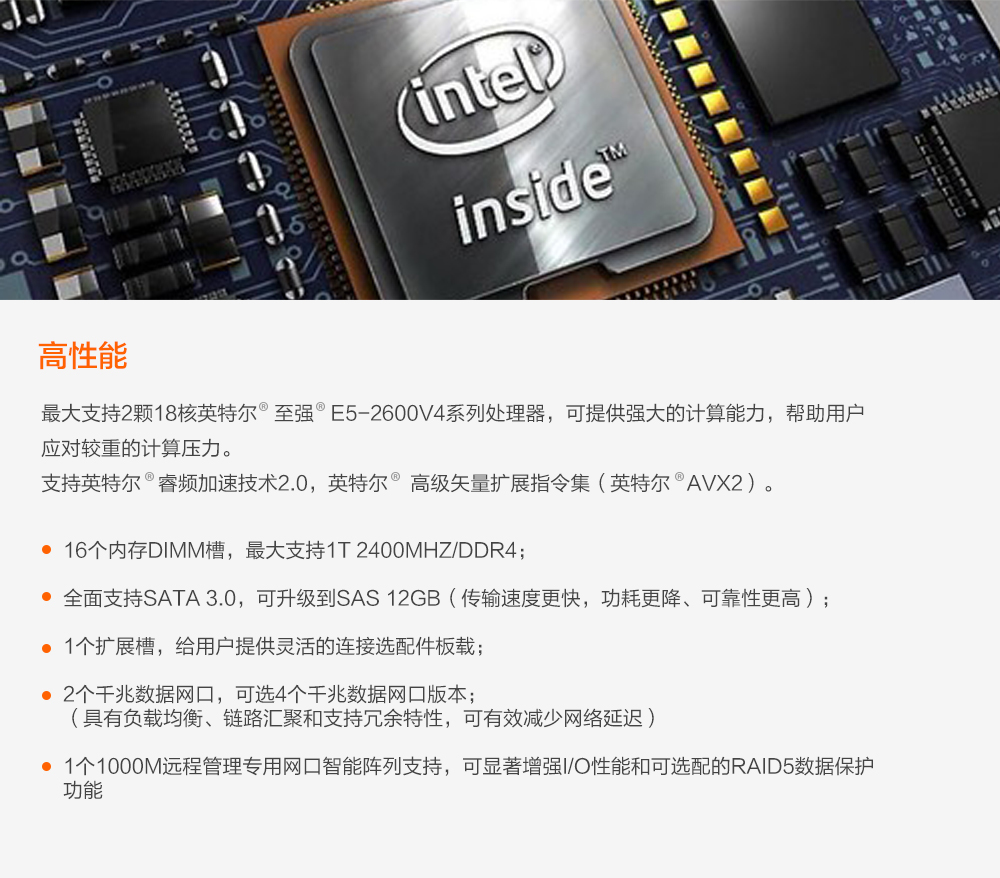 intel®
inside™
高性能
最大支持2颗18核英特尔® 至强® E5-2600V4系列处理器，可提供强大的计算能力，帮助用户
应对较重的计算压力。
支持英特尔®睿频加速技术2.0，英特尔® 高级矢量扩展指令集（英特尔®AVX2）。
16个内存DIMM槽，最大支持1T 2400MHZ/DDR4；
全面支持SATA 3.0，可升级到SAS 12GB（传输速度更快，功耗更降、可靠性更高）；
1个扩展槽，给用户提供灵活的连接选配件板载；
2个千兆数据网口，可选4个千兆数据网口版本；
（具有负载均衡、链路汇聚和支持冗余特性，可有效减少网络延迟）
1个1000M远程管理专用网口智能阵列支持，可显著增强I/O性能和可选配的RAID5数据保护
功能